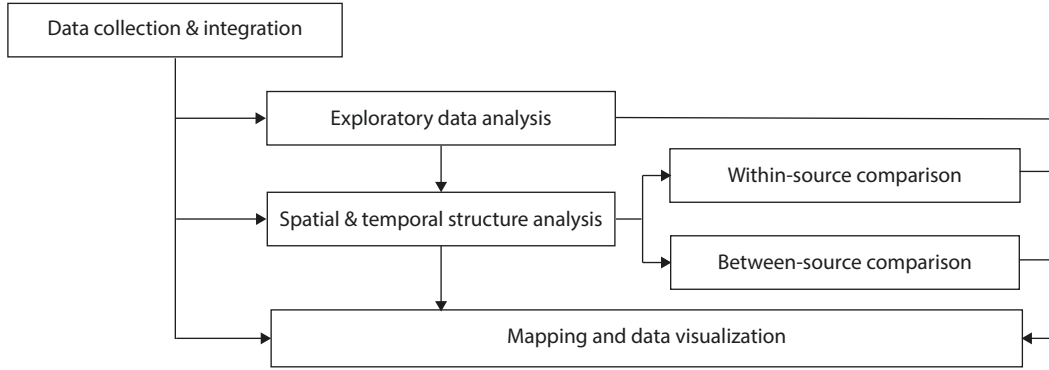 Data collection & integration
Exploratory data analysis
Within-source comparison
Spatial & temporal structure analysis
Between-source comparison
Mapping and data visualization